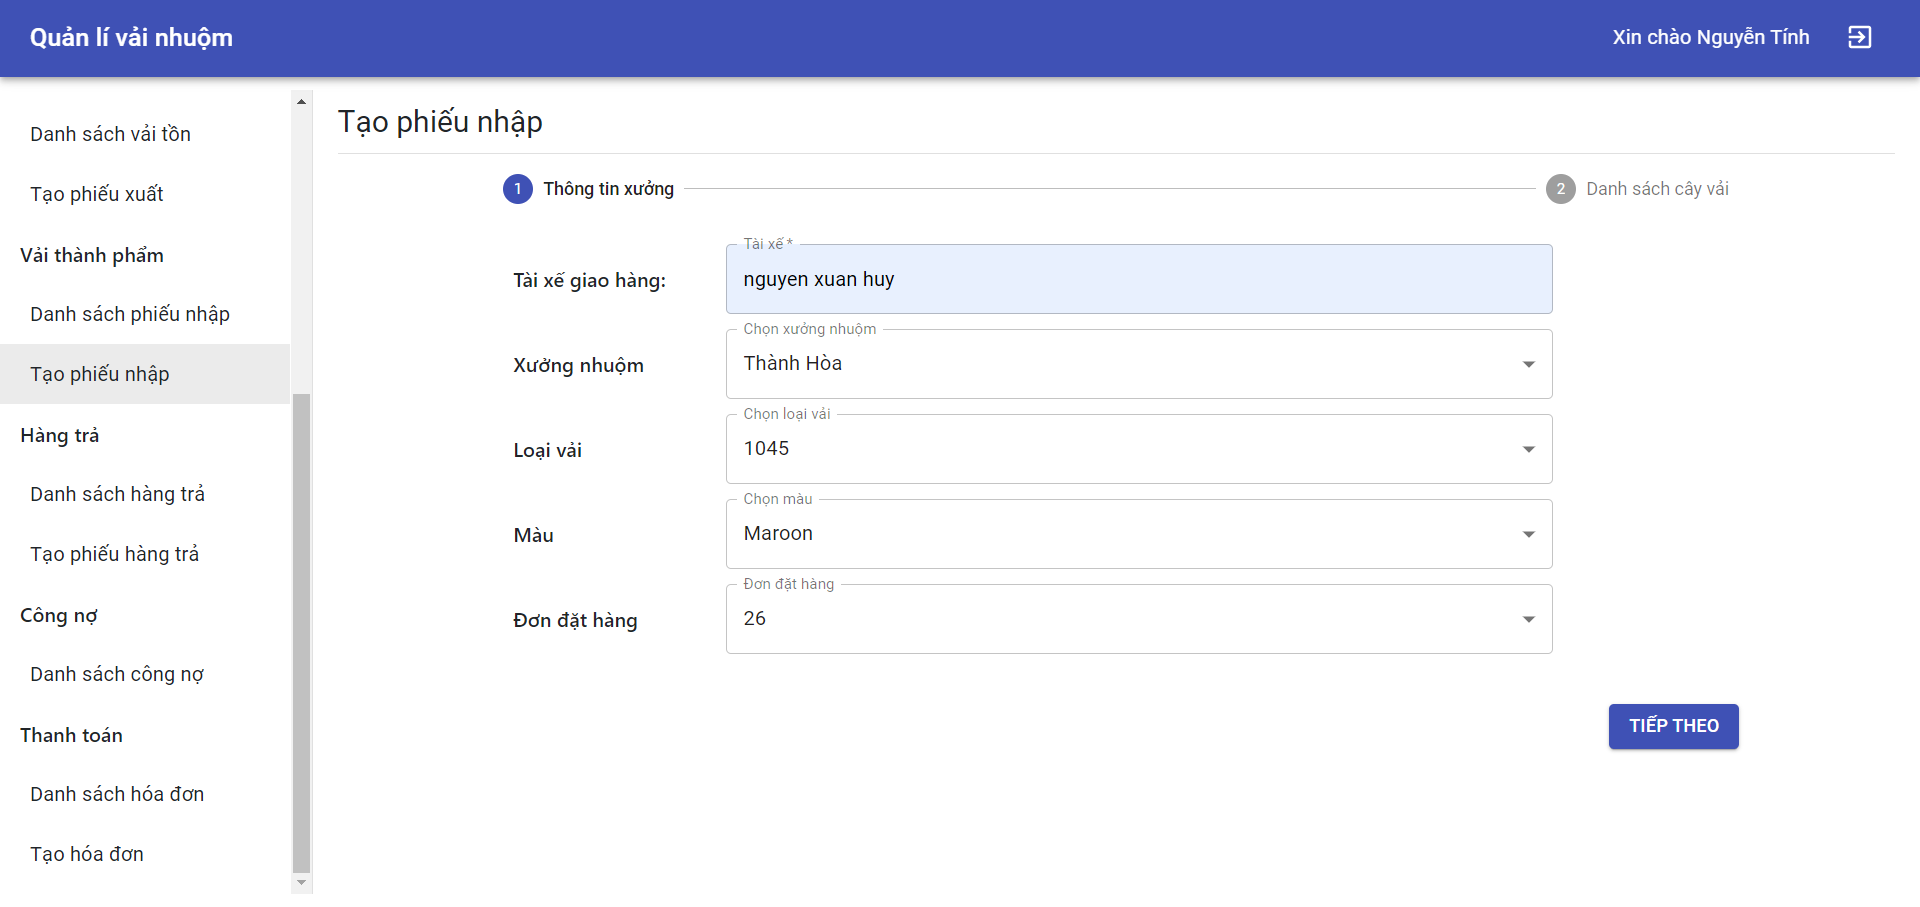 Quản lí vải nhuộm
Xin chào Nguyễn Tính
Danh sách vải tồn
Tạo phiếu xuất
Vải thành phẩm
Danh sách phiếu nhập
Tạo phiếu nhập
Hàng trả
Danh sách hàng trả
Tạo phiếu hàng trả
Công nợ
Danh sách công nợ
Thanh toán
Danh sách hóa đơn
Tạo hóa đơn
Tạo phiếu nhập
1 Thông tin xưởng
2 Danh sách cây vải
Tài xế *
Tài xế giao hàng: nguyen xuan huy
Chọn xưởng nhuộm
Xưởng nhuộm Thành Hòa
Chọn loại vải
Loại vải 1045
Chọn màu
Màu Maroon
Đơn đặt hàng
Đơn đặt hàng 26
TIẾP THEO